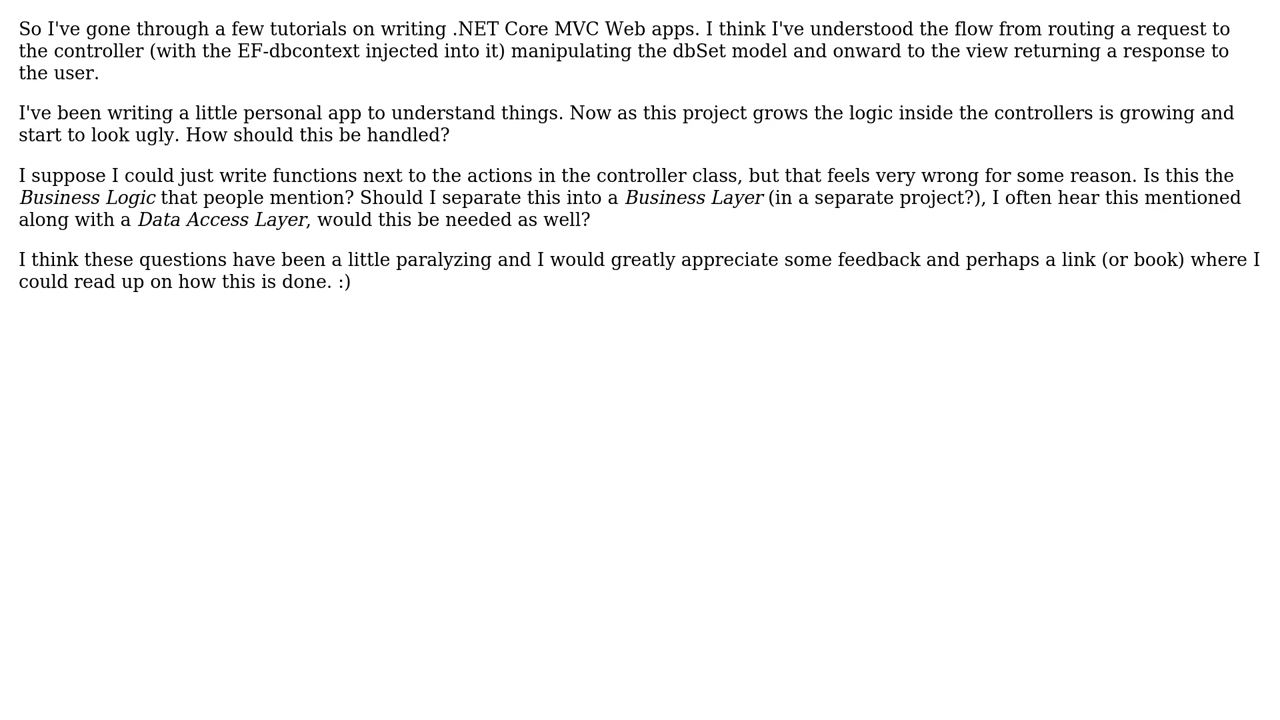 So I've gone through a few tutorials on writing .NET Core MVC Web apps. I think I've understood the flow from routing a request to
the controller (with the EF-dbcontext injected into it) manipulating the dbSet model and onward to the view returning a response to
the user.
I've been writing a little personal app to understand things. Now as this project grows the logic inside the controllers is growing and
start to look ugly. How should this be handled?
I suppose I could just write functions next to the actions in the controller class, but that feels very wrong for some reason. Is this the
Business Logic that people mention? Should I separate this into a Business Layer (in a separate project?), I often hear this mentioned
along with a Data Access Layer, would this be needed as well?
I think these questions have been a little paralyzing and I would greatly appreciate some feedback and perhaps a link (or book) where I
could read up on how this is done. :)